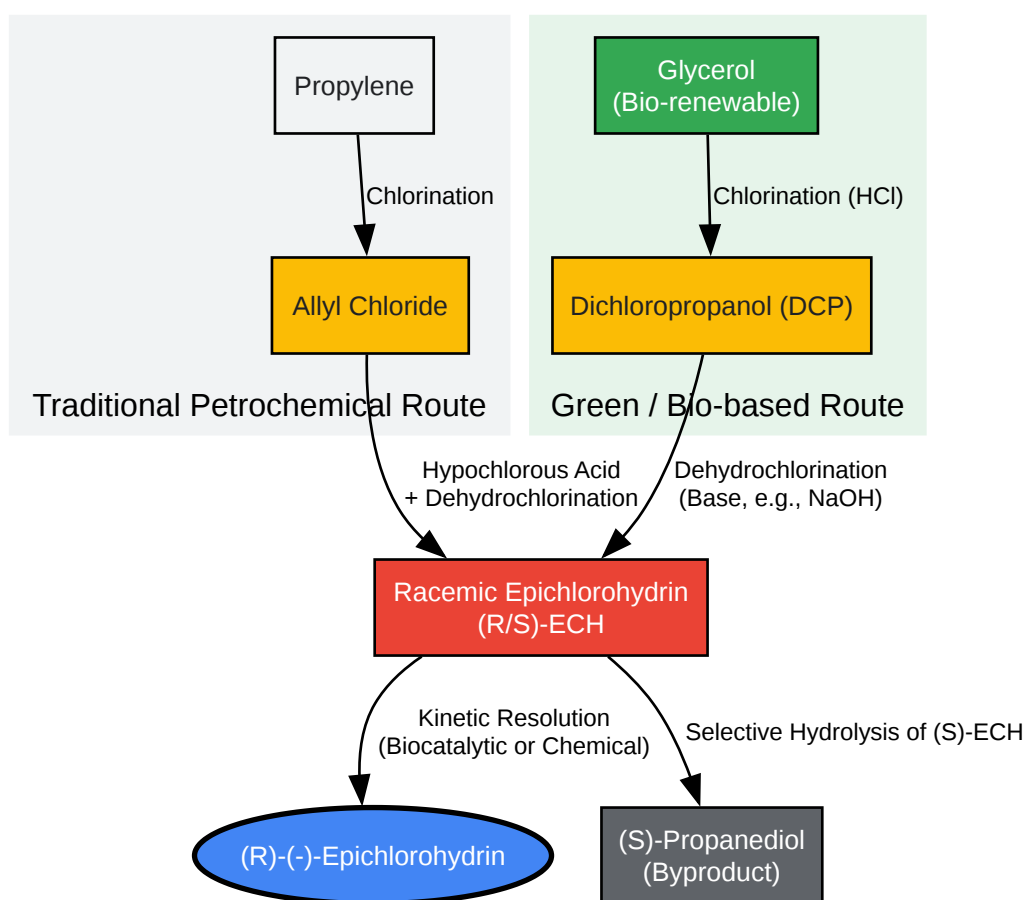 Propylene
Glycerol
(Bio-renewable)
Chlorination
Chlorination (HCl)
Allyl Chloride
Dichloropropanol (DCP)
Traditional Petrochemical Route
Green / Bio-based Route
Hypochlorous Acid
+ Dehydrochlorination
Dehydrochlorination
(Base, e.g., NaOH)
Racemic Epichlorohydrin
(R/S)-ECH
Kinetic Resolution
(Biocatalytic or Chemical)
Selective Hydrolysis of (S)-ECH
(R)-(-)-Epichlorohydrin
(S)-Propanediol
(Byproduct)